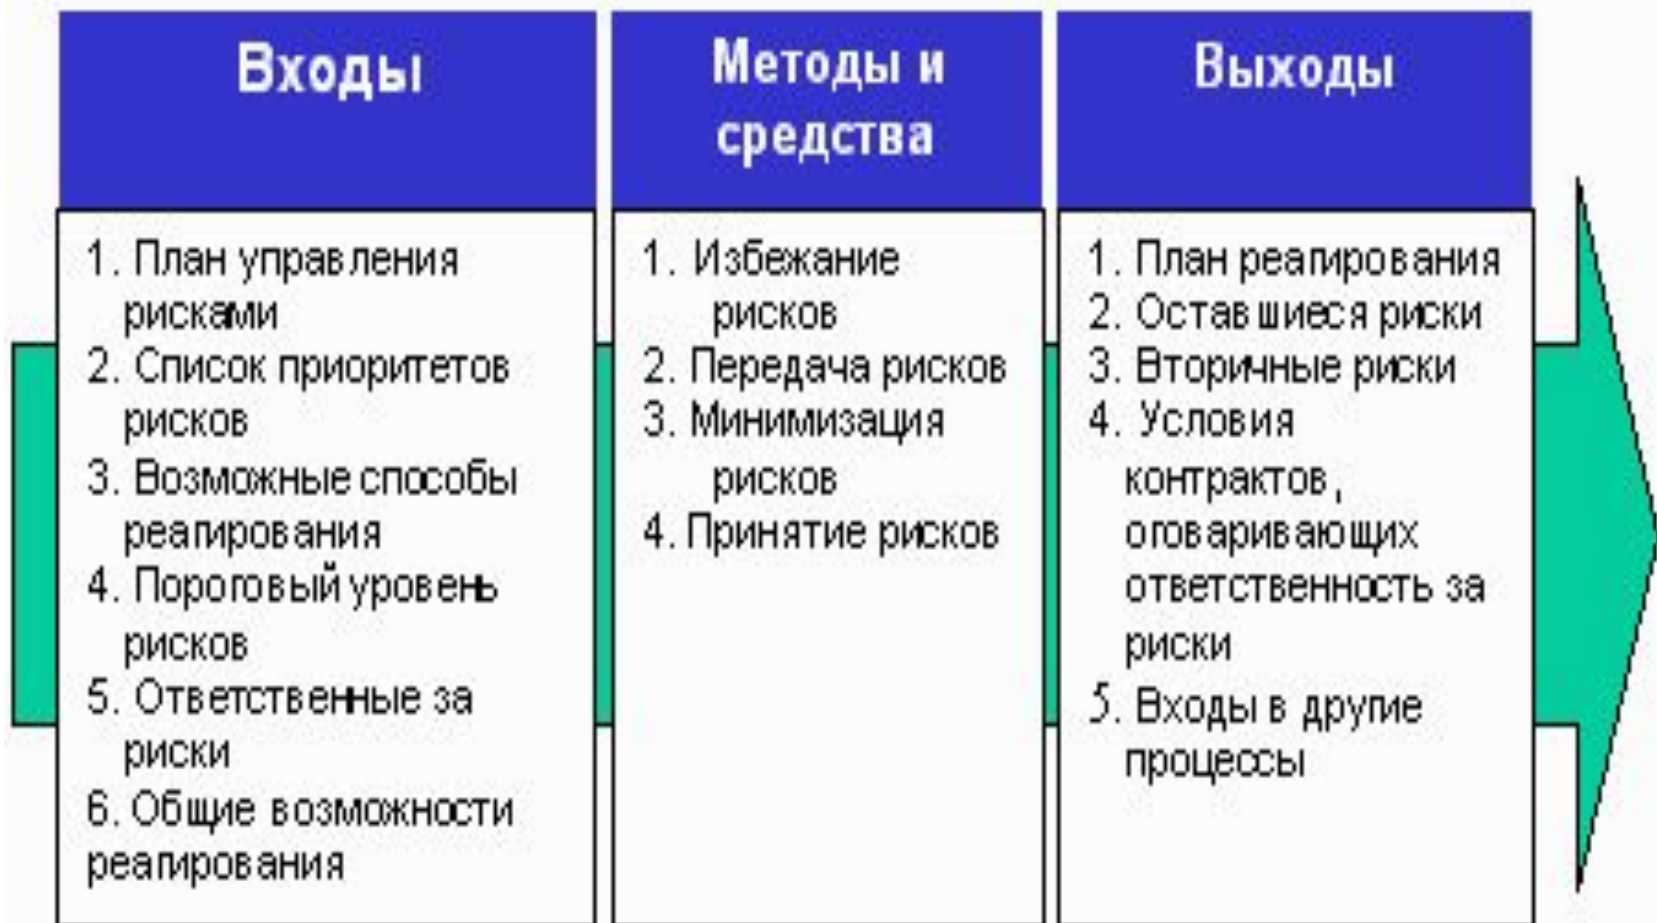 Входы
1. План управления
рисками
2. Список приоритетов
рисков
3. Возможные способы
реагирования
4. Пороговый уровень
рисков
5. Ответственные за
риски
6. Общие возможности
реагирования
Методы и
средства
1. Избежание
рисков
2. Передача рисков
3. Минимизация
рисков
4. Принятие рисков
Выходы
1. План реагирования
2. Оставшиеся риски
3. Вторичные риски
4. Условия
контрактов,
оговаривающих
ответственность за
риски
5. Входы в другие
процессы